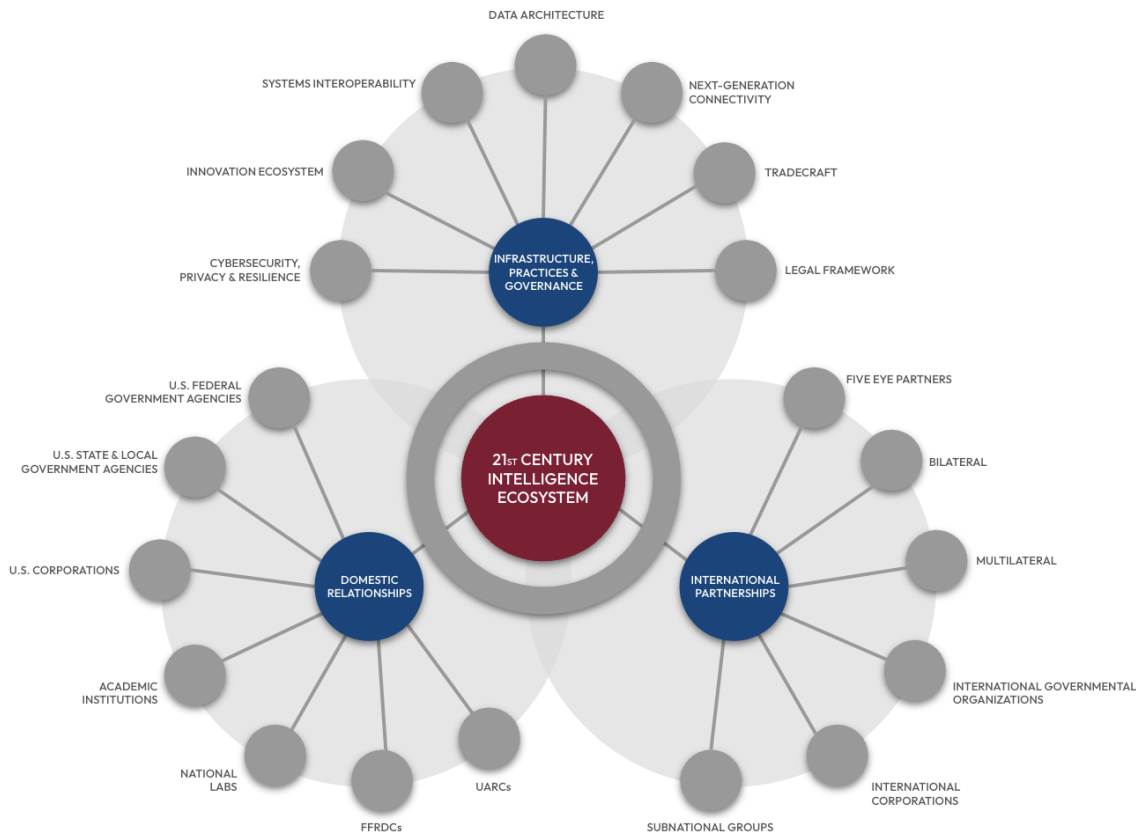 DATA ARCHITECTURE
SYSTEMS INTEROPERABILITY
NEXT-GENERATION
CONNECTIVITY
INNOVATION ECOSYSTEM
TRADECRAFT
CYBERSECURITY,
PRIVACY & RESILIENCE
INFRASTRUCTURE,
PRACTICES &
GOVERNANCE
LEGAL FRAMEWORK
21ST CENTURY
INTELLIGENCE
ECOSYSTEM
U.S. FEDERAL
GOVERNMENT AGENCIES
U.S. STATE & LOCAL
GOVERNMENT AGENCIES
U.S. CORPORATIONS
DOMESTIC
RELATIONSHIPS
ACADEMIC
INSTITUTIONS
NATIONAL
LABS
FFRDCs
UARCs
FIVE EYE PARTNERS
BILATERAL
MULTILATERAL
INTERNATIONAL
PARTNERSHIPS
INTERNATIONAL GOVERNMENTAL
ORGANIZATIONS
INTERNATIONAL
CORPORATIONS
SUBNATIONAL GROUPS